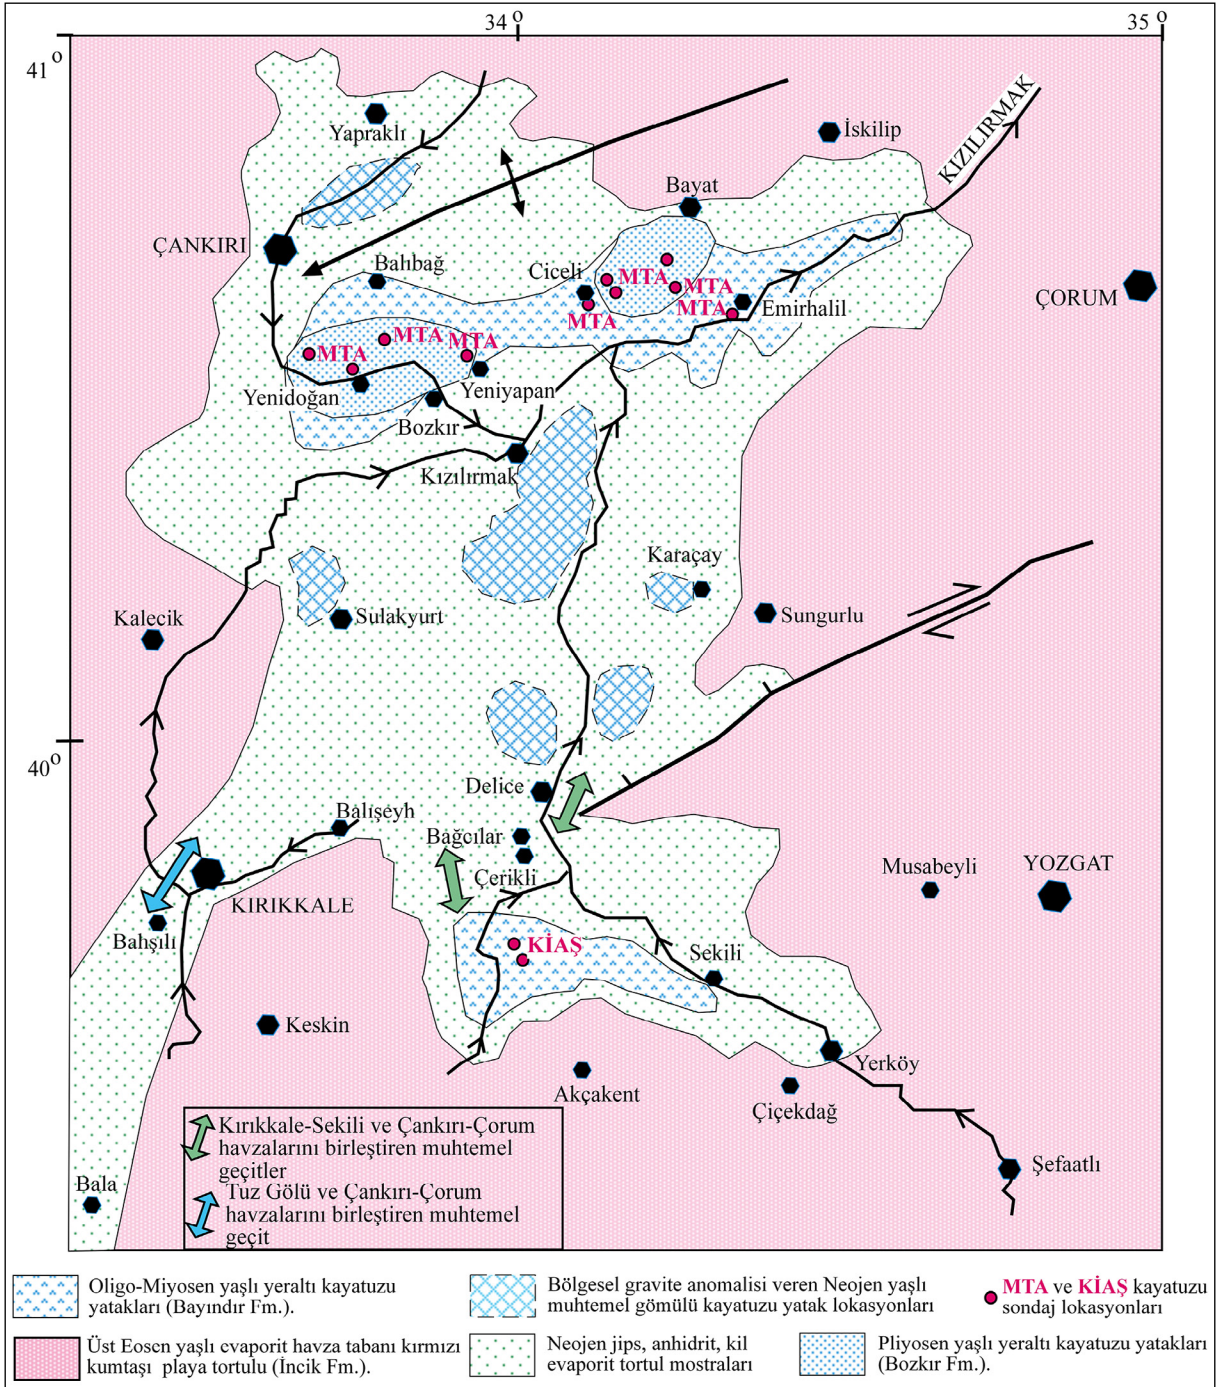 34 o
35 o
41 o
Yapraklı
İskilip
KIZILIRMAK
Bayat
ÇANKIRI
Balıbağ
Ciceli
MTA
MTA
ÇORUM
MTA
MTA
Emirhalil
MTA
MTA
MTA
Yenidoğan
Yeniyapan
Bozkır
Kızılırmak
Karaçay
Kalecik
Sulakyurt
Sungurlu
40 o
Delice
Balışeyh
Bağcılar
Musabeyli
YOZGAT
Çerikli
KIRIKKALE
Bahşılı
KİAŞ
Sekili
Keskin
Yerköy
Akçakent
Çiçekdağ
Şefaatlı
Bala
Kırıkkale-Sekili ve Çankırı-Çorum
havzalarını birleştiren muhtemel
geçitler
Tuz Gölü ve Çankırı-Çorum
havzalarını birleştiren muhtemel
geçit
Oligo-Miyosen yaşlı yeraltı kayatuzu
yatakları (Bayındır Fm.).
Bölgesel gravite anomalisi veren Neojen yaşlı
muhtemel gömülü kayatuzu yatak lokasyonları
MTA ve KİAŞ kayatuzu
sondaj lokasyonları
Üst Eosen yaşlı evaporit havza tabanı kırmızı
kumtaşı playa tortulu (İncik Fm.).
Neojen jips, anhidrit, kil
evaporit tortul mostraları
Pliyosen yaşlı yeraltı kayatuzu yatakları
(Bozkır Fm.).